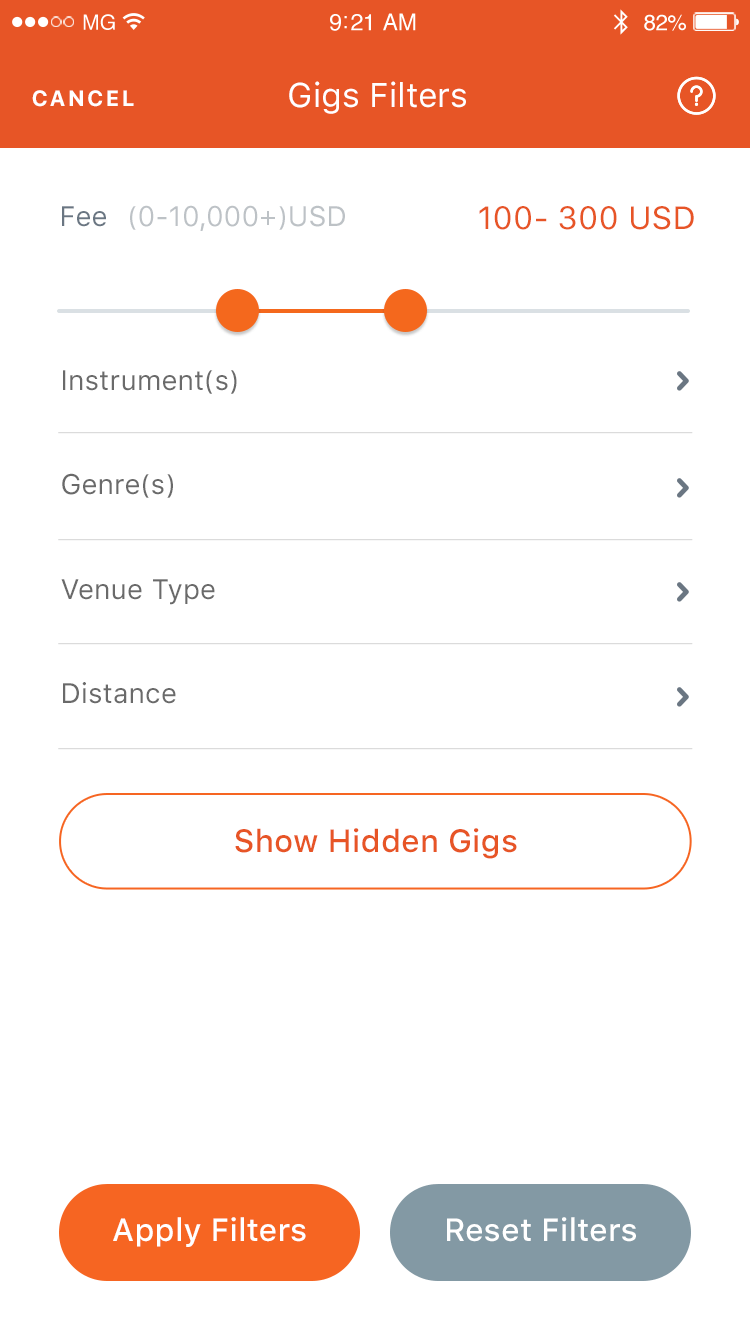 MG 9:21 AM 82%
CANCEL Gigs Filters ?
Fee (0-10,000+)USD 100- 300 USD
Instrument(s)
Genre(s)
Venue Type
Distance
Show Hidden Gigs
Apply Filters Reset Filters